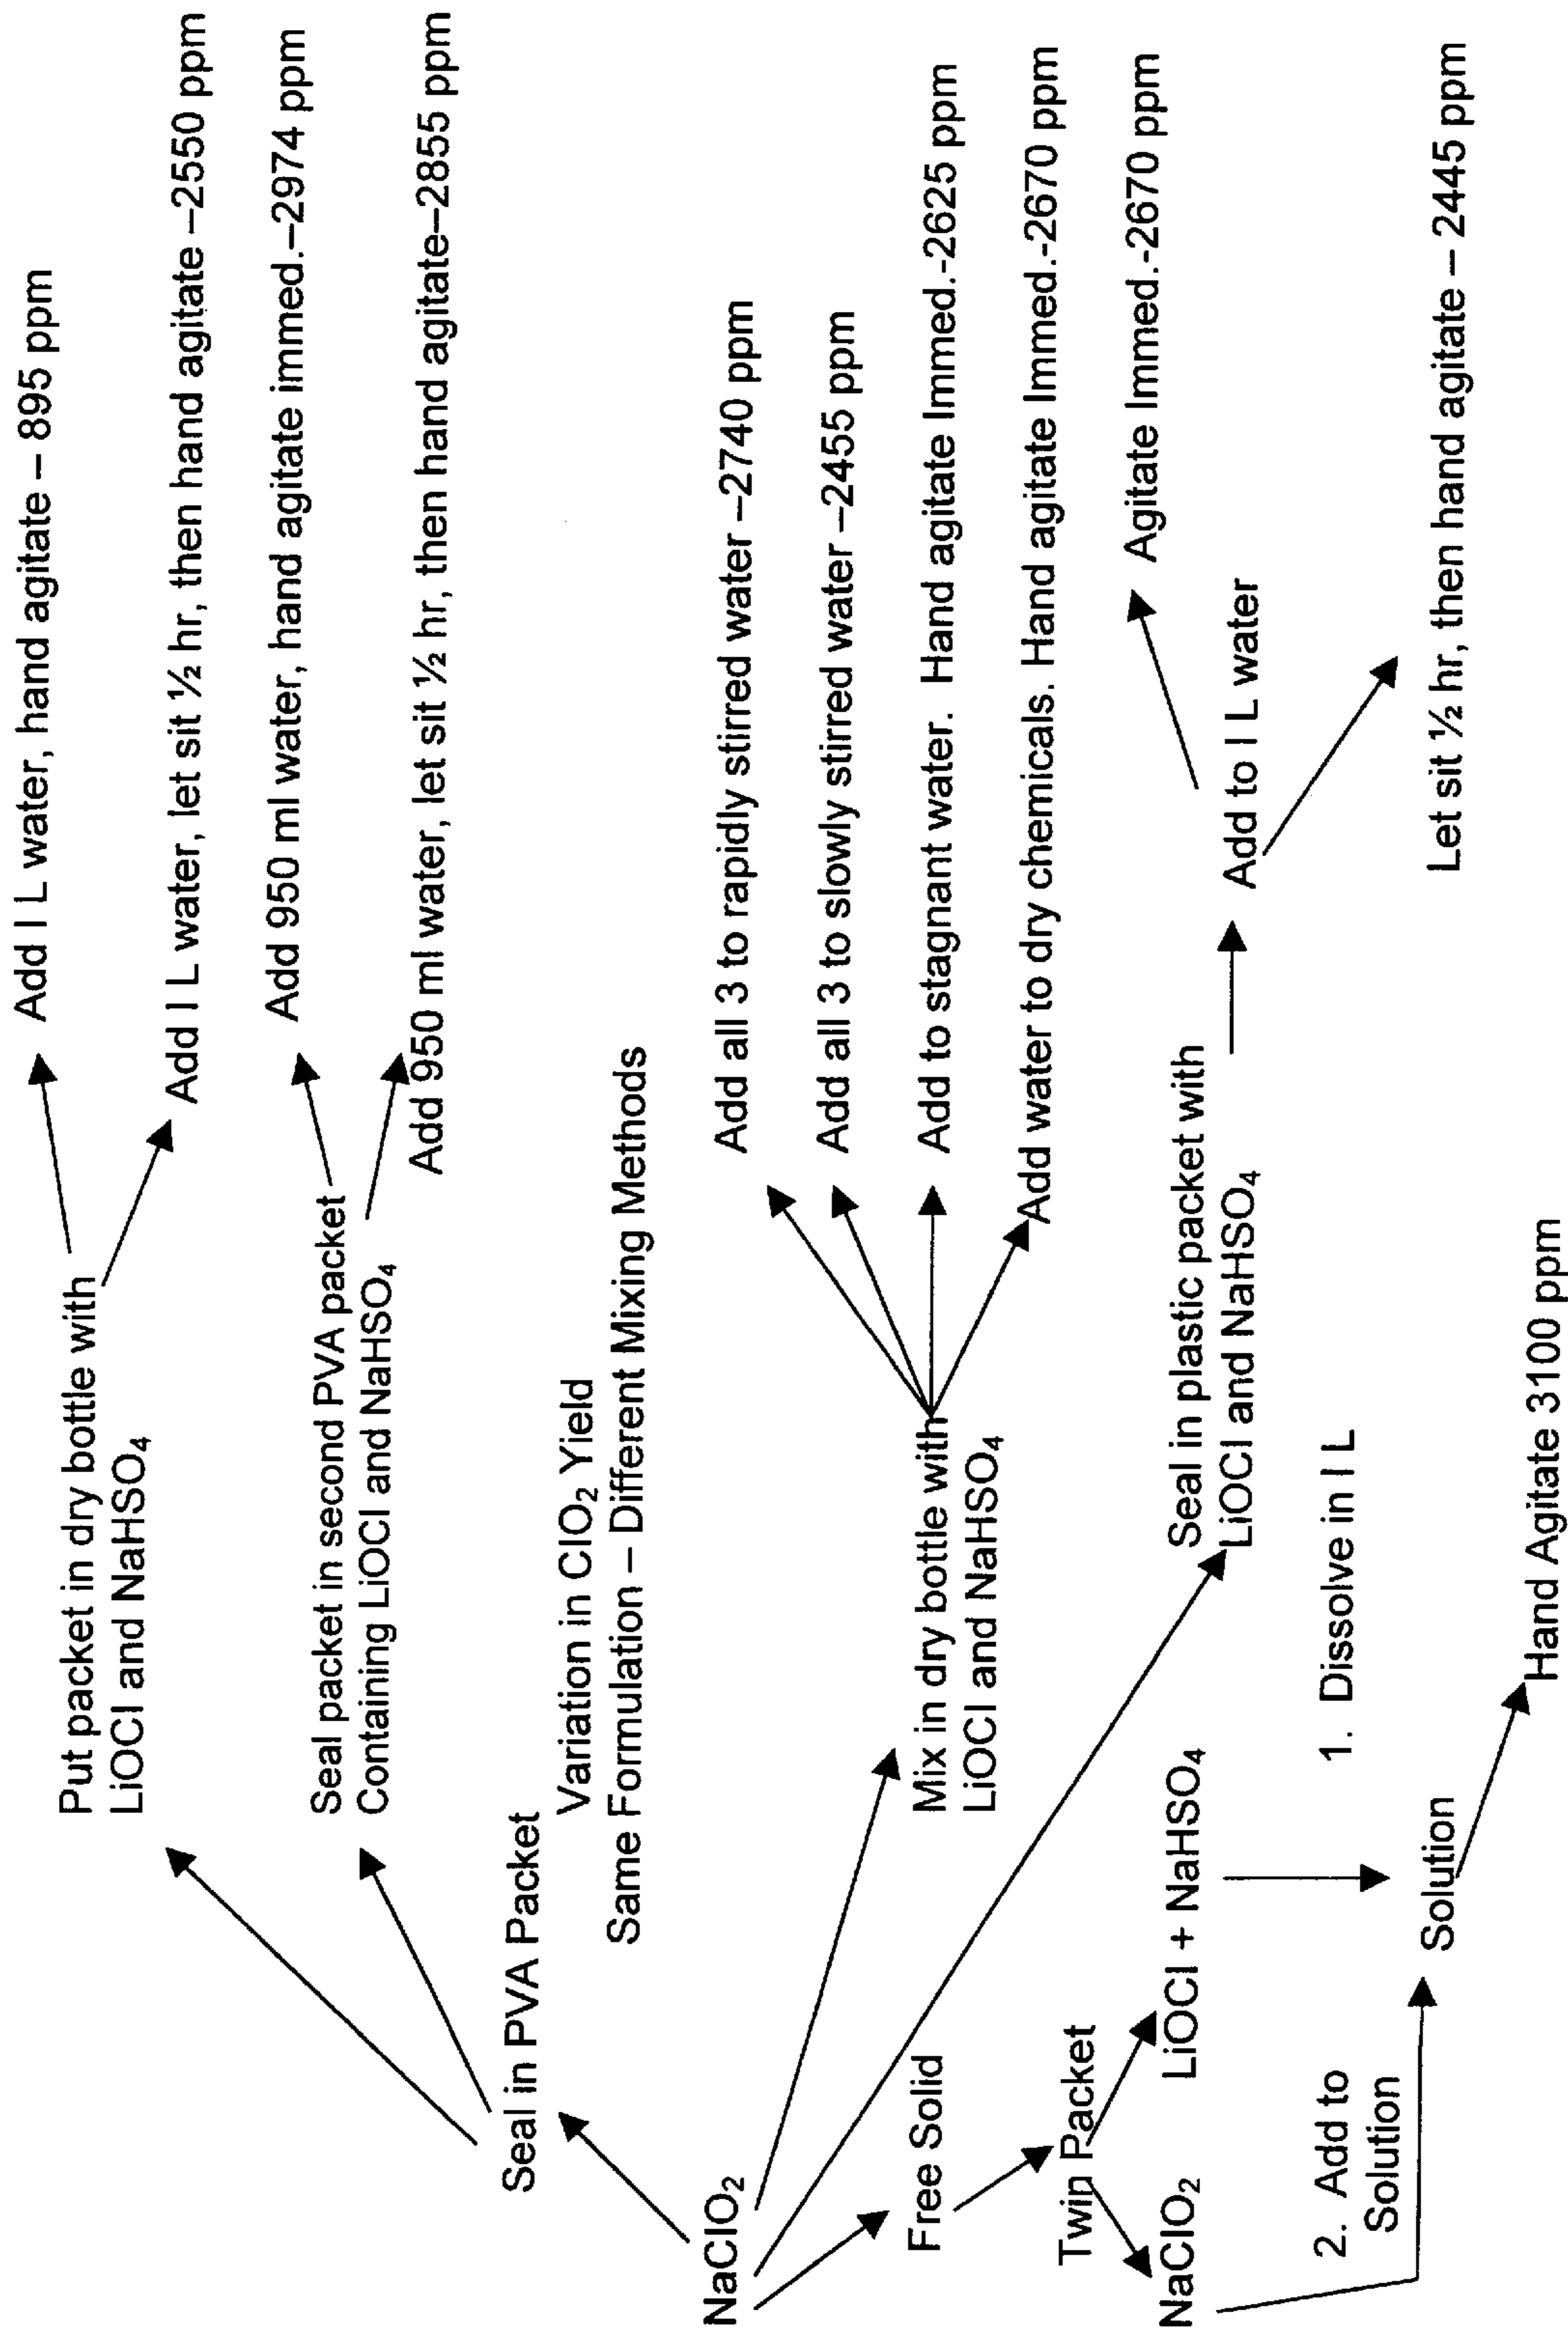 Put packet in dry bottle with
LiOCl and NaHSO₄
Add I L water, hand agitate – 895 ppm
Add I L water, let sit ½ hr, then hand agitate –2550 ppm
Seal packet in second PVA packet
Containing LiOCl and NaHSO₄
Add 950 ml water, hand agitate immed.–2974 ppm
Add 950 ml water, let sit ½ hr, then hand agitate–2855 ppm
Seal in PVA Packet
Variation in ClO₂ Yield
Same Formulation – Different Mixing Methods
NaClO₂
Add all 3 to rapidly stirred water –2740 ppm
Add all 3 to slowly stirred water –2455 ppm
Mix in dry bottle with
LiOCl and NaHSO₄
Add to stagnant water. Hand agitate Immed.-2625 ppm
Add water to dry chemicals. Hand agitate Immed.-2670 ppm
Free Solid
Twin Packet
NaClO₂
LiOCl + NaHSO₄
Seal in plastic packet with
LiOCl and NaHSO₄
Add to I L water
Agitate Immed.-2670 ppm
Let sit ½ hr, then hand agitate – 2445 ppm
1. Dissolve in I L
2. Add to
Solution
Solution
Hand Agitate 3100 ppm